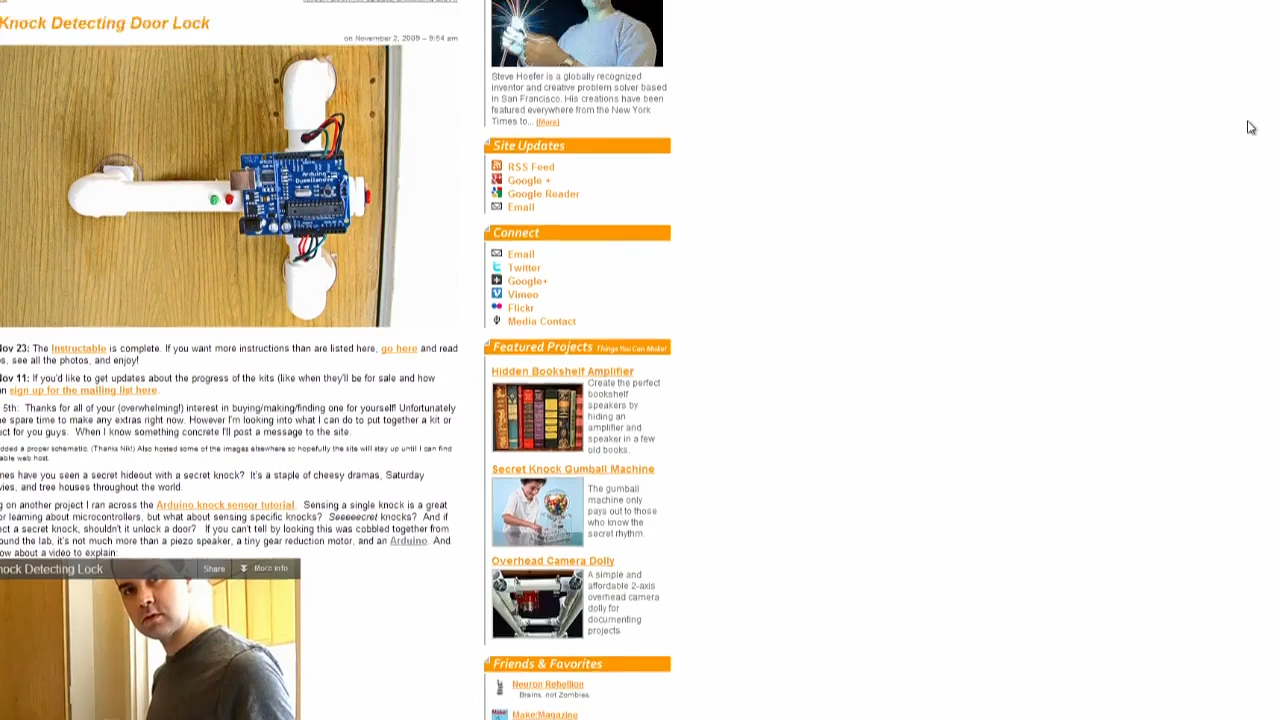 Knock Detecting Door Lock
on November 2, 2009 – 9:54 am
Nov 23: The Instructable is complete. If you want more instructions than are listed here, go here and read
s, see all the photos, and enjoy!
Nov 11: If you'd like to get updates about the progress of the kits (like when they'll be for sale and how
n sign up for the mailing list here.
5th: Thanks for all of your (overwhelming!) interest in buying/making/finding one for yourself! Unfortunately
e spare time to make any extras right now. However I'm looking into what I can do to put together a kit or
uct for you guys. When I know something concrete I'll post a message to the site.
dded a proper schematic. (Thanks Nik!) Also hosted some of the images elsewhere so hopefully the site will stay up until I can find
able web host.
mes have you seen a secret hideout with a secret knock? It's a staple of cheesy dramas, Saturday
vies, and tree houses throughout the world.
g on another project I ran across the Arduino knock sensor tutorial. Sensing a single knock is a great
or learning about microcontrollers, but what about sensing specific knocks? Seeeeecret knocks? And if
ect a secret knock, shouldn't it unlock a door? If you can't tell by looking this was cobbled together from
ound the lab, it's not much more than a piezo speaker, a tiny gear reduction motor, and an Arduino. And
ow about a video to explain:
nock Detecting Lock
Share
More info
Steve Hoefer is a globally recognized
inventor and creative problem solver based
in San Francisco. His creations have been
featured everywhere from the New York
Times to... (More)
Site Updates
RSS Feed
Google +
Google Reader
Email
Connect
Email
Twitter
Google+
Vimeo
Flickr
Media Contact
Featured Projects Things You Can Make!
Hidden Bookshelf Amplifier
Create the perfect
bookshelf
speakers by
hiding an
amplifier and
speaker in a few
old books.
Secret Knock Gumball Machine
The gumball
machine only
pays out to those
who know the
secret rhythm.
Overhead Camera Dolly
A simple and
affordable 2-axis
overhead camera
dolly for
documenting
projects.
Friends & Favorites
Neuron Rebellion
Brains, not Zombies.
Make:Magazine